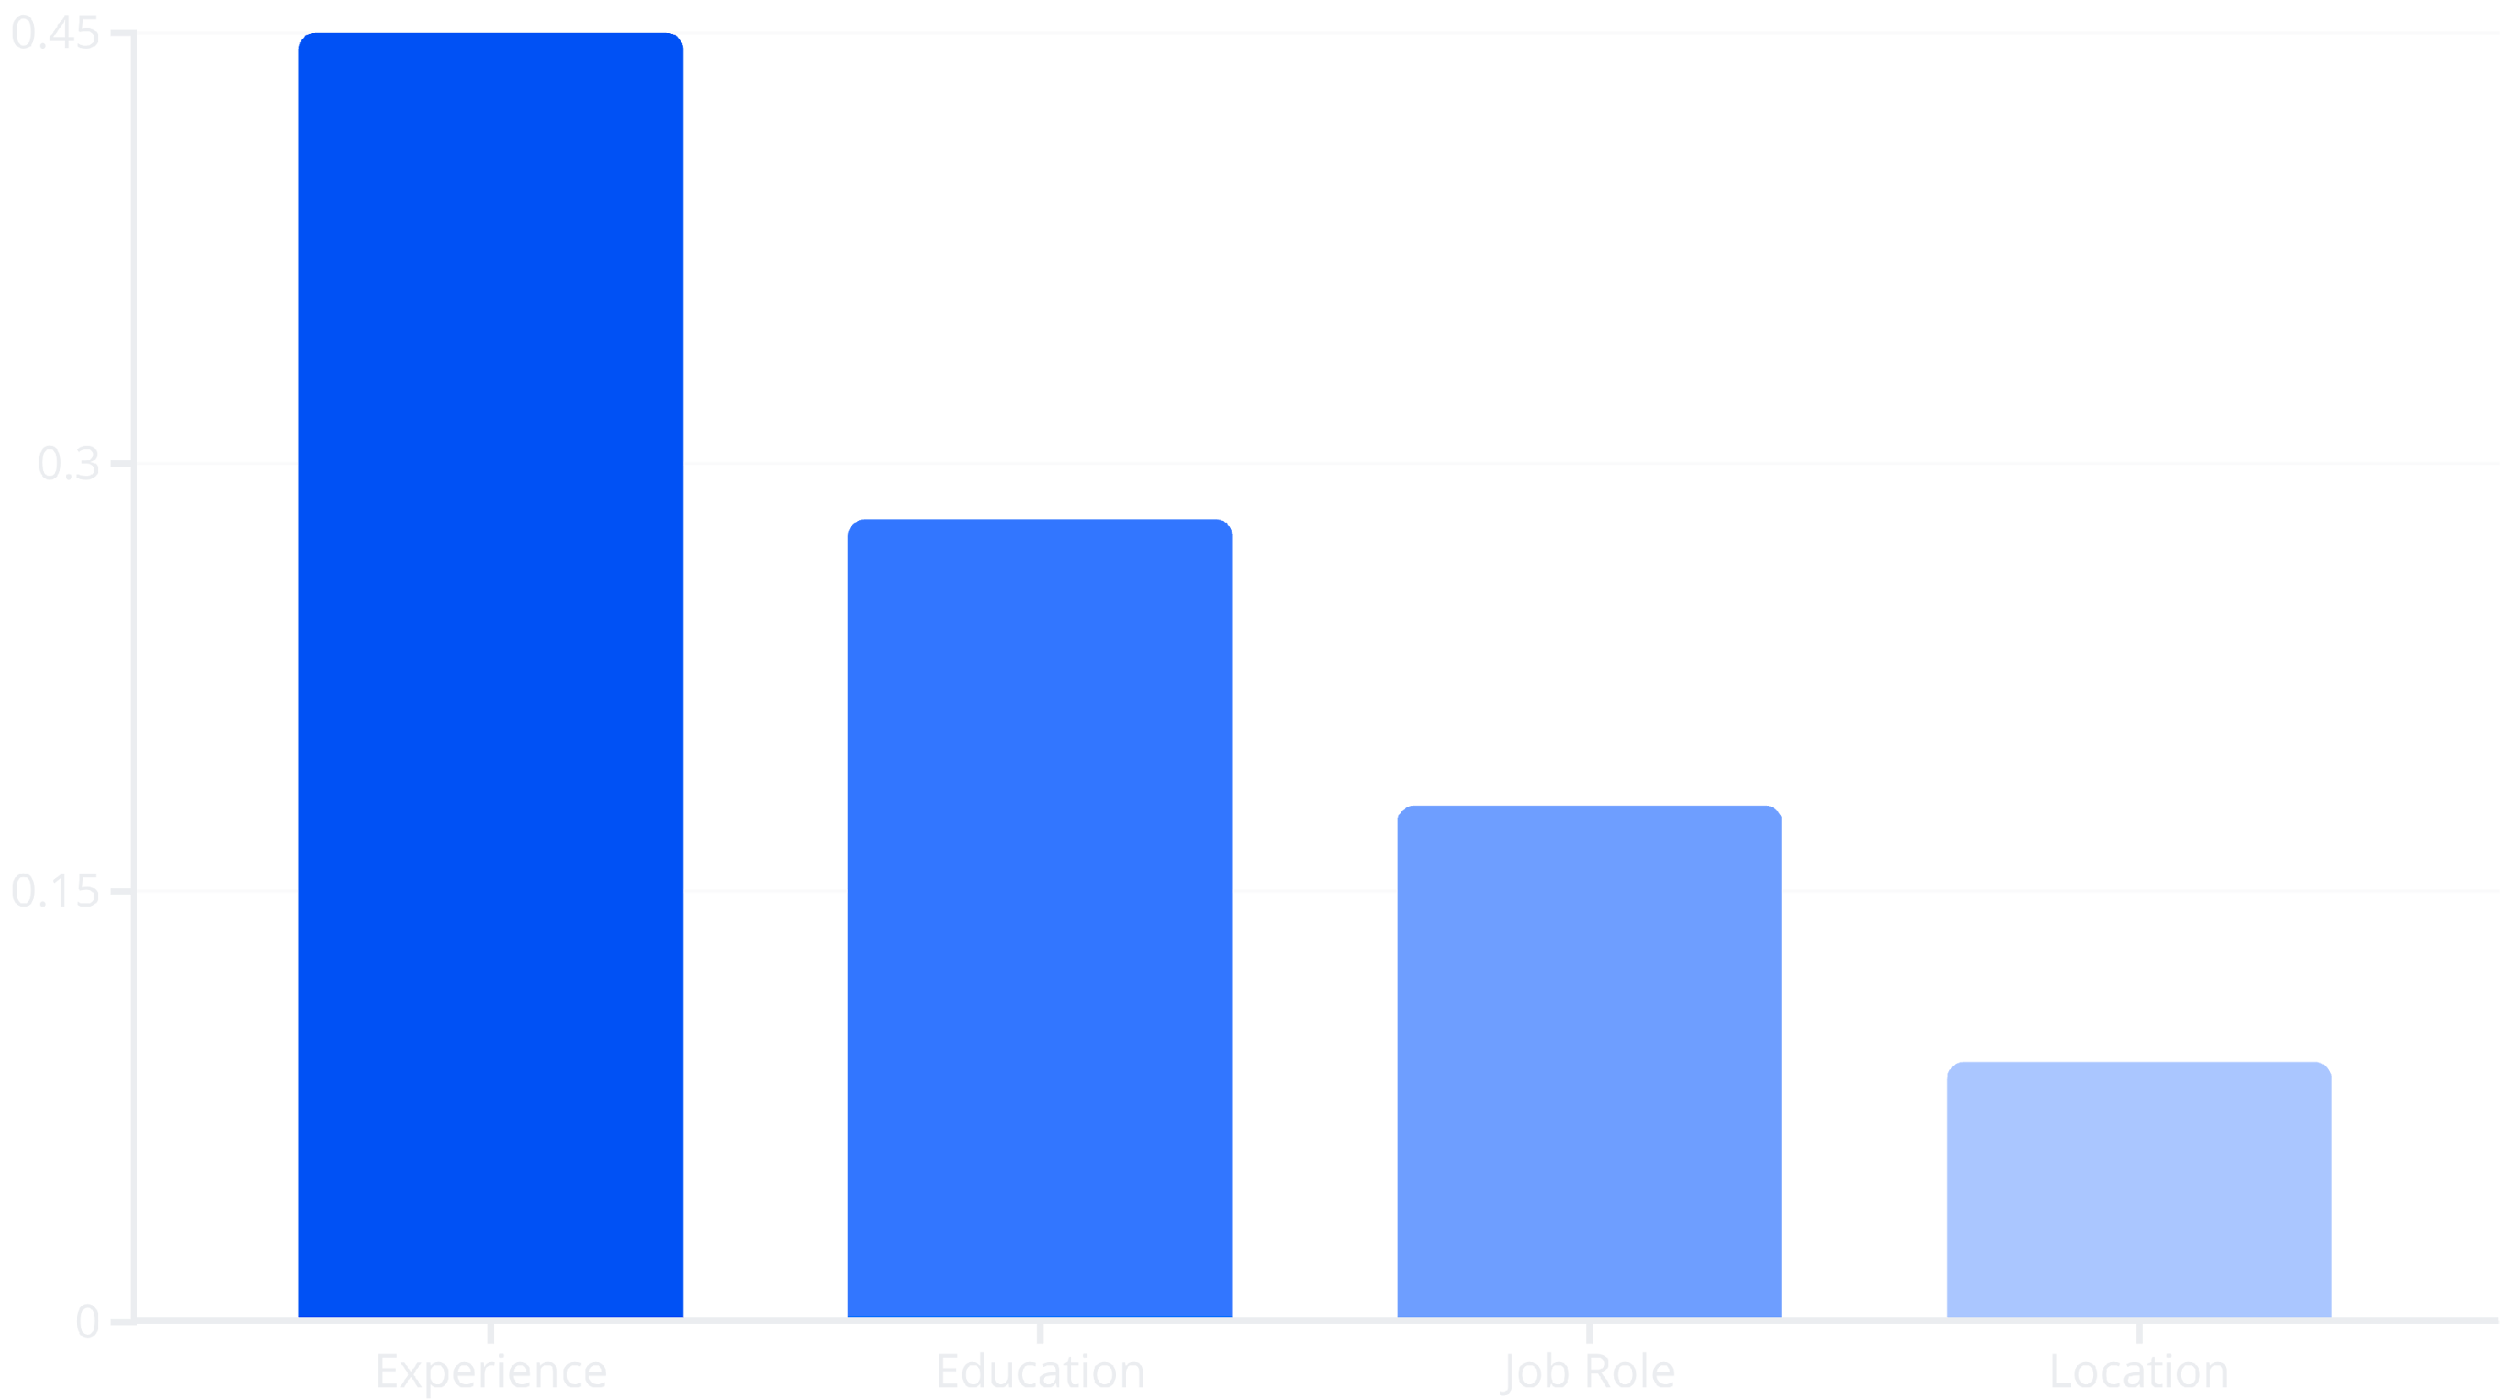 0.45
0.3
0.15
0
Experience
Education
Job Role
Location